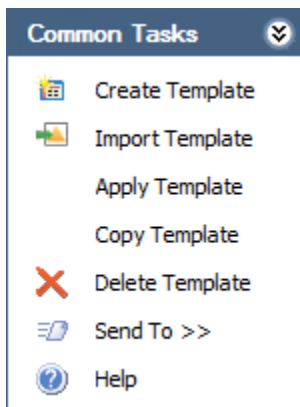 Common Tasks
Create Template
Import Template
Apply Template
Copy Template
Delete Template
Send To >>
Help